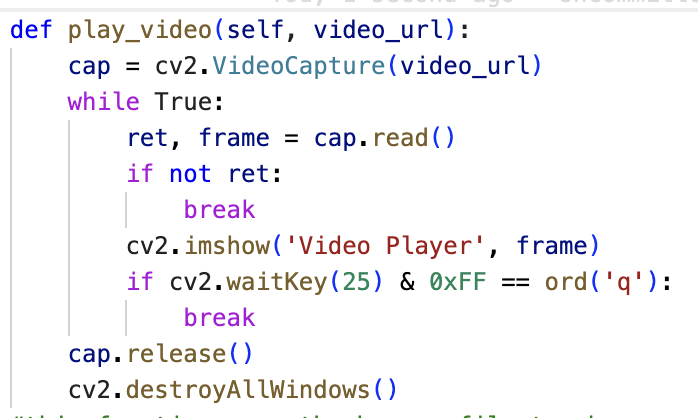 def play_video(self, video_url):
    cap = cv2.VideoCapture(video_url)
    while True:
        ret, frame = cap.read()
        if not ret:
            break
        cv2.imshow('Video Player', frame)
        if cv2.waitKey(25) & 0xFF == ord('q'):
            break
    cap.release()
    cv2.destroyAllWindows()